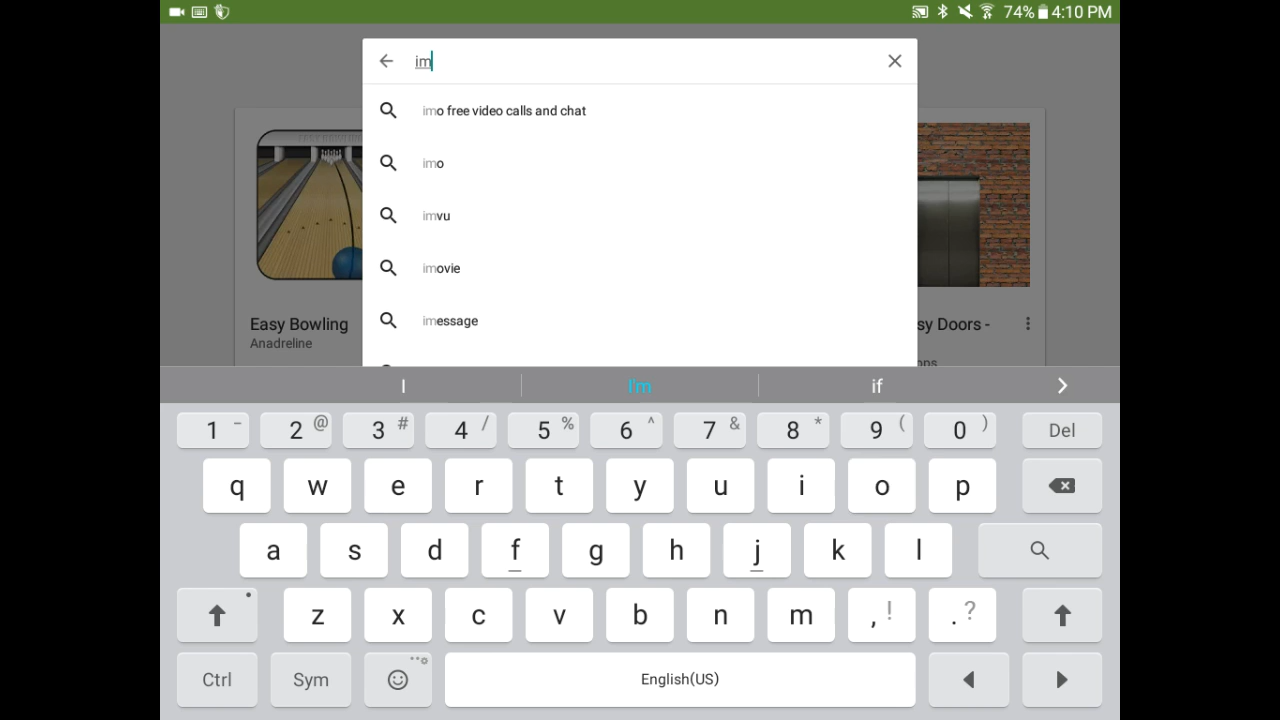 74% 4:10 PM
im
imo free video calls and chat
imo
imvu
imovie
imessage
Easy Bowling
Anadreline
sy Doors -
I I'm if
1 - 2 @ 3 # 4 / 5 % 6 ^ 7 & 8 * 9 ( 0 ) Del
q w e r t y u i o p
a s d f g h j k l
z x c v b n m , ! . ?
Ctrl Sym English(US)